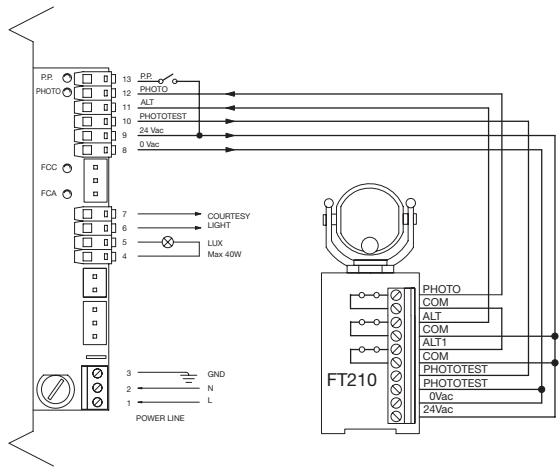 P.P. 13 P.P.
PHOTO 12 PHOTO
11 ALT
10 PHOTOTEST
9 24 Vac
8 0 Vac
FCC
FCA
7 COURTESY
6 LIGHT
5 LUX
4 Max 40W
3 GND
2 N
1 L
POWER LINE
PHOTO
COM
ALT
COM
ALT1
COM
FT210
PHOTOTEST
PHOTOTEST
0Vac
24Vac